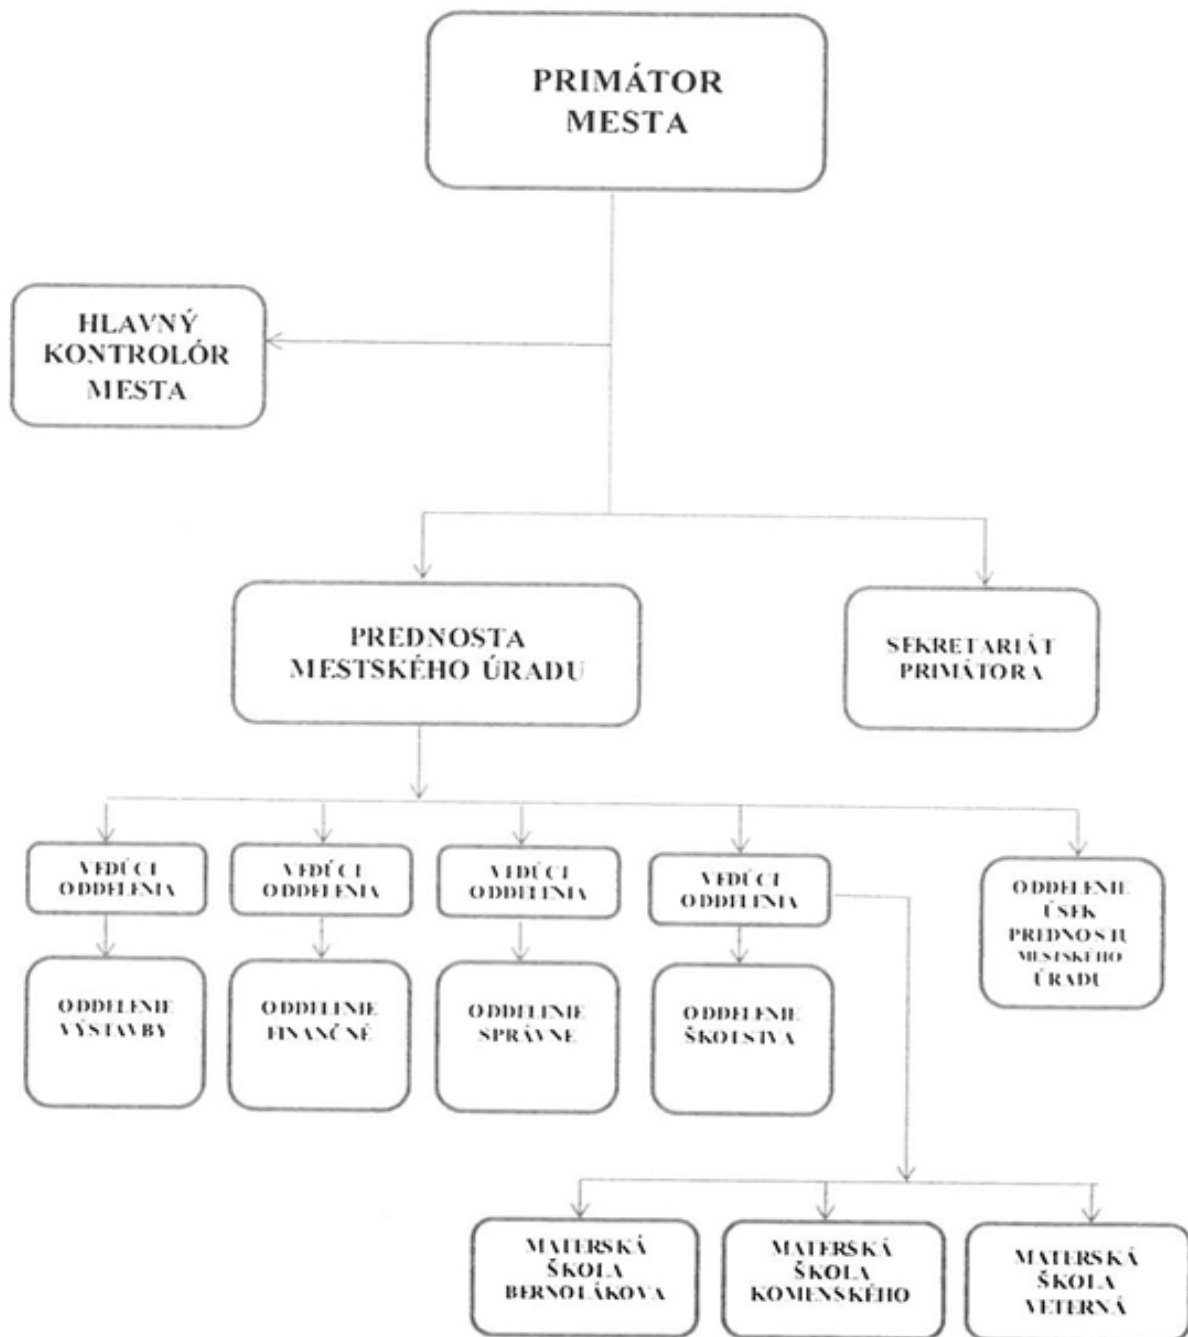 PRIMÁTOR
MESTA
HLAVNÝ
KONTROLÓR
MESTA
PREDNOSTA
MESTSKÉHO ÚRADU
SEKRETARIÁT
PRIMÁTORA
VEDÚCI
ODDELENIA
VEDÚCI
ODDELENIA
VEDÚCI
ODDELENIA
VEDÚCI
ODDELENIA
ODDELENIE
ÚSEK
PREDNOSTU
MESTSKÉHO
ÚRADU
ODDELENIE
VÝSTAVBY
ODDELENIE
FINANČNÉ
ODDELENIE
SPRÁVNE
ODDELENIE
ŠKOLSTVA
MATERSKÁ
ŠKOLA
BERNOLÁKOVA
MATERSKÁ
ŠKOLA
KOMENSKÉHO
MATERSKÁ
ŠKOLA
VETERNÁ